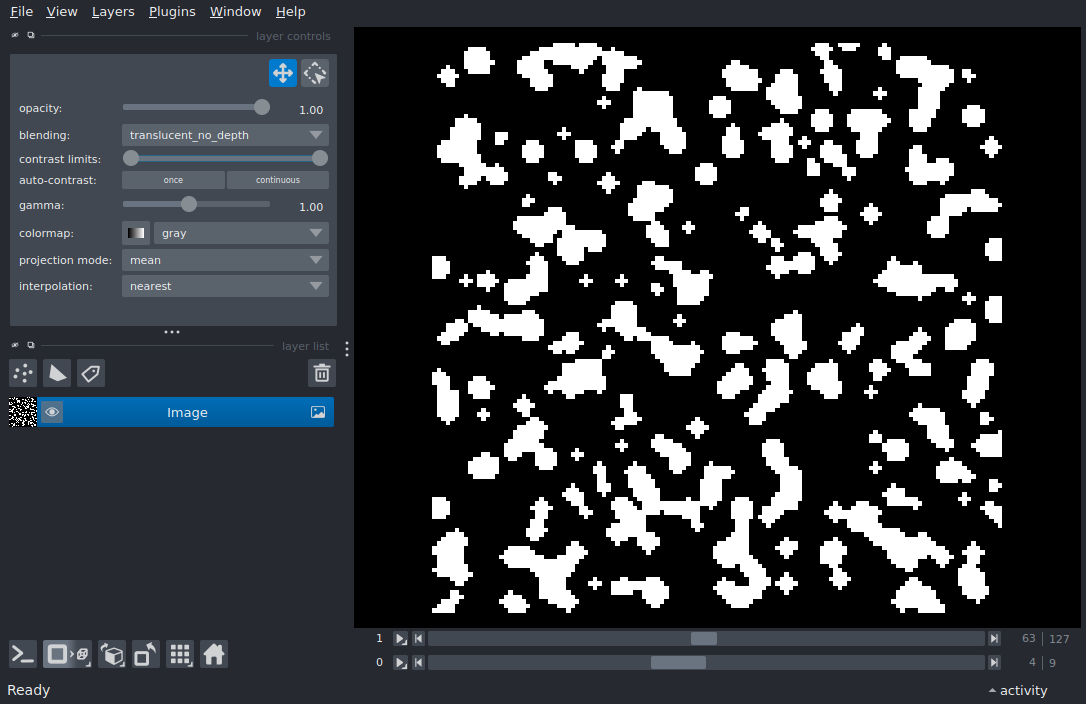 File View Layers Plugins Window Help
layer controls
opacity: 1.00
blending: translucent_no_depth
contrast limits:
auto-contrast: once continuous
gamma: 1.00
colormap: gray
projection mode: mean
interpolation: nearest
layer list
Image
1 63 127
0 4 9
Ready activity